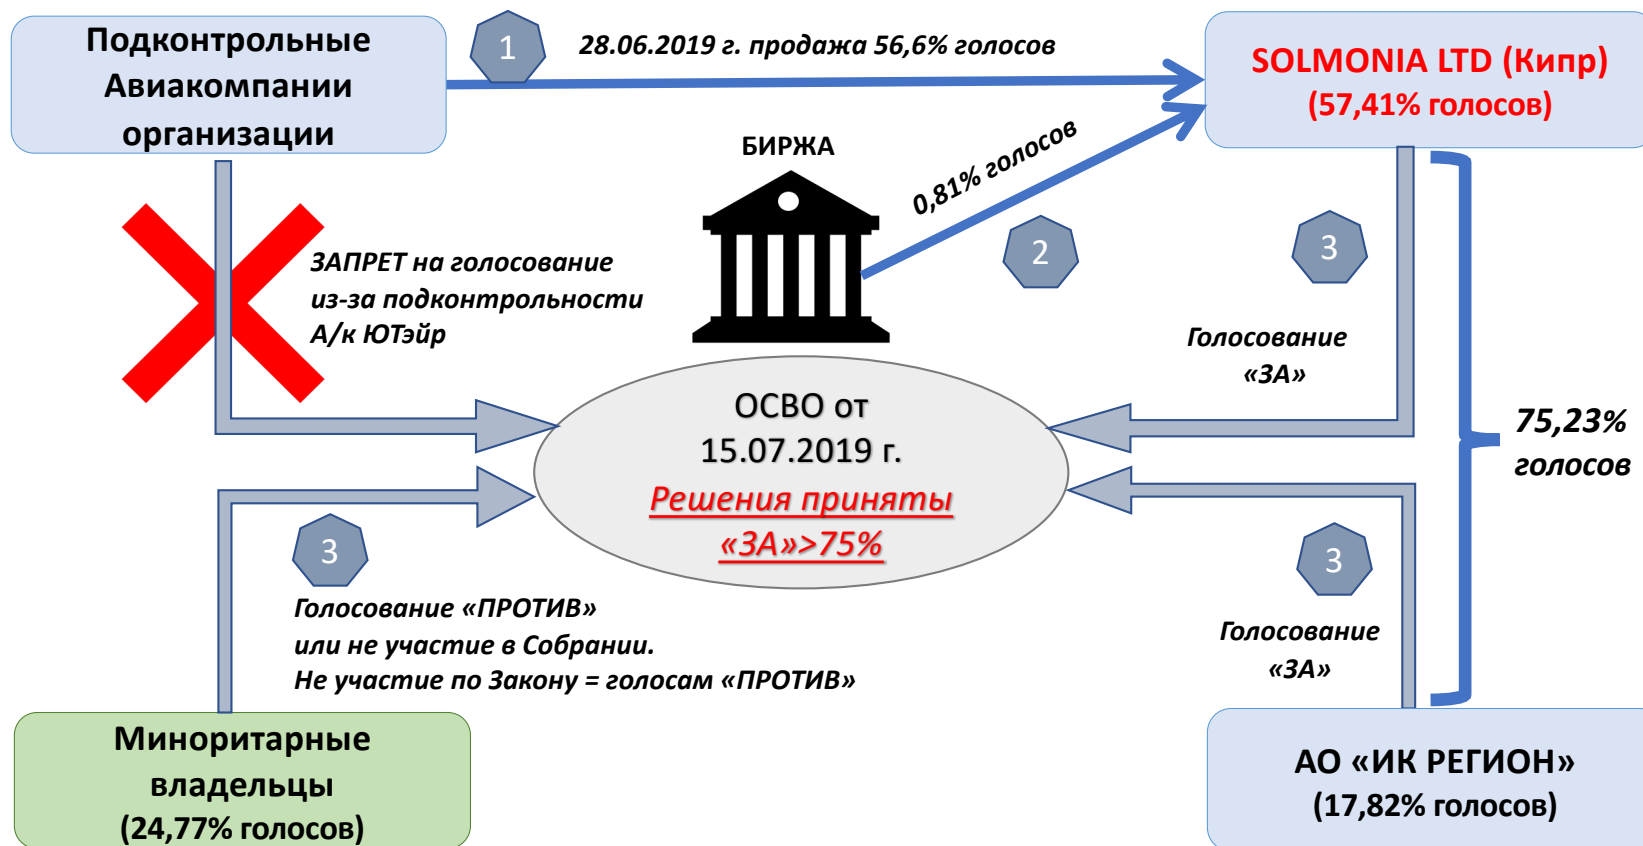 Подконтрольные
Авиакомпании
организации
1
28.06.2019 г. продажа 56,6% голосов
SOLMONIA LTD (Кипр)
(57,41% голосов)
БИРЖА
0,81% голосов
2
3
ЗАПРЕТ на голосование
из-за подконтрольности
А/к ЮТэйр
Голосование
«ЗА»
ОСВО от
15.07.2019 г.
Решения приняты
«ЗА»>75%
75,23%
голосов
3
Голосование «ПРОТИВ»
или не участие в Собрании.
Не участие по Закону = голосам «ПРОТИВ»
3
Голосование
«ЗА»
Миноритарные
владельцы
(24,77% голосов)
АО «ИК РЕГИОН»
(17,82% голосов)